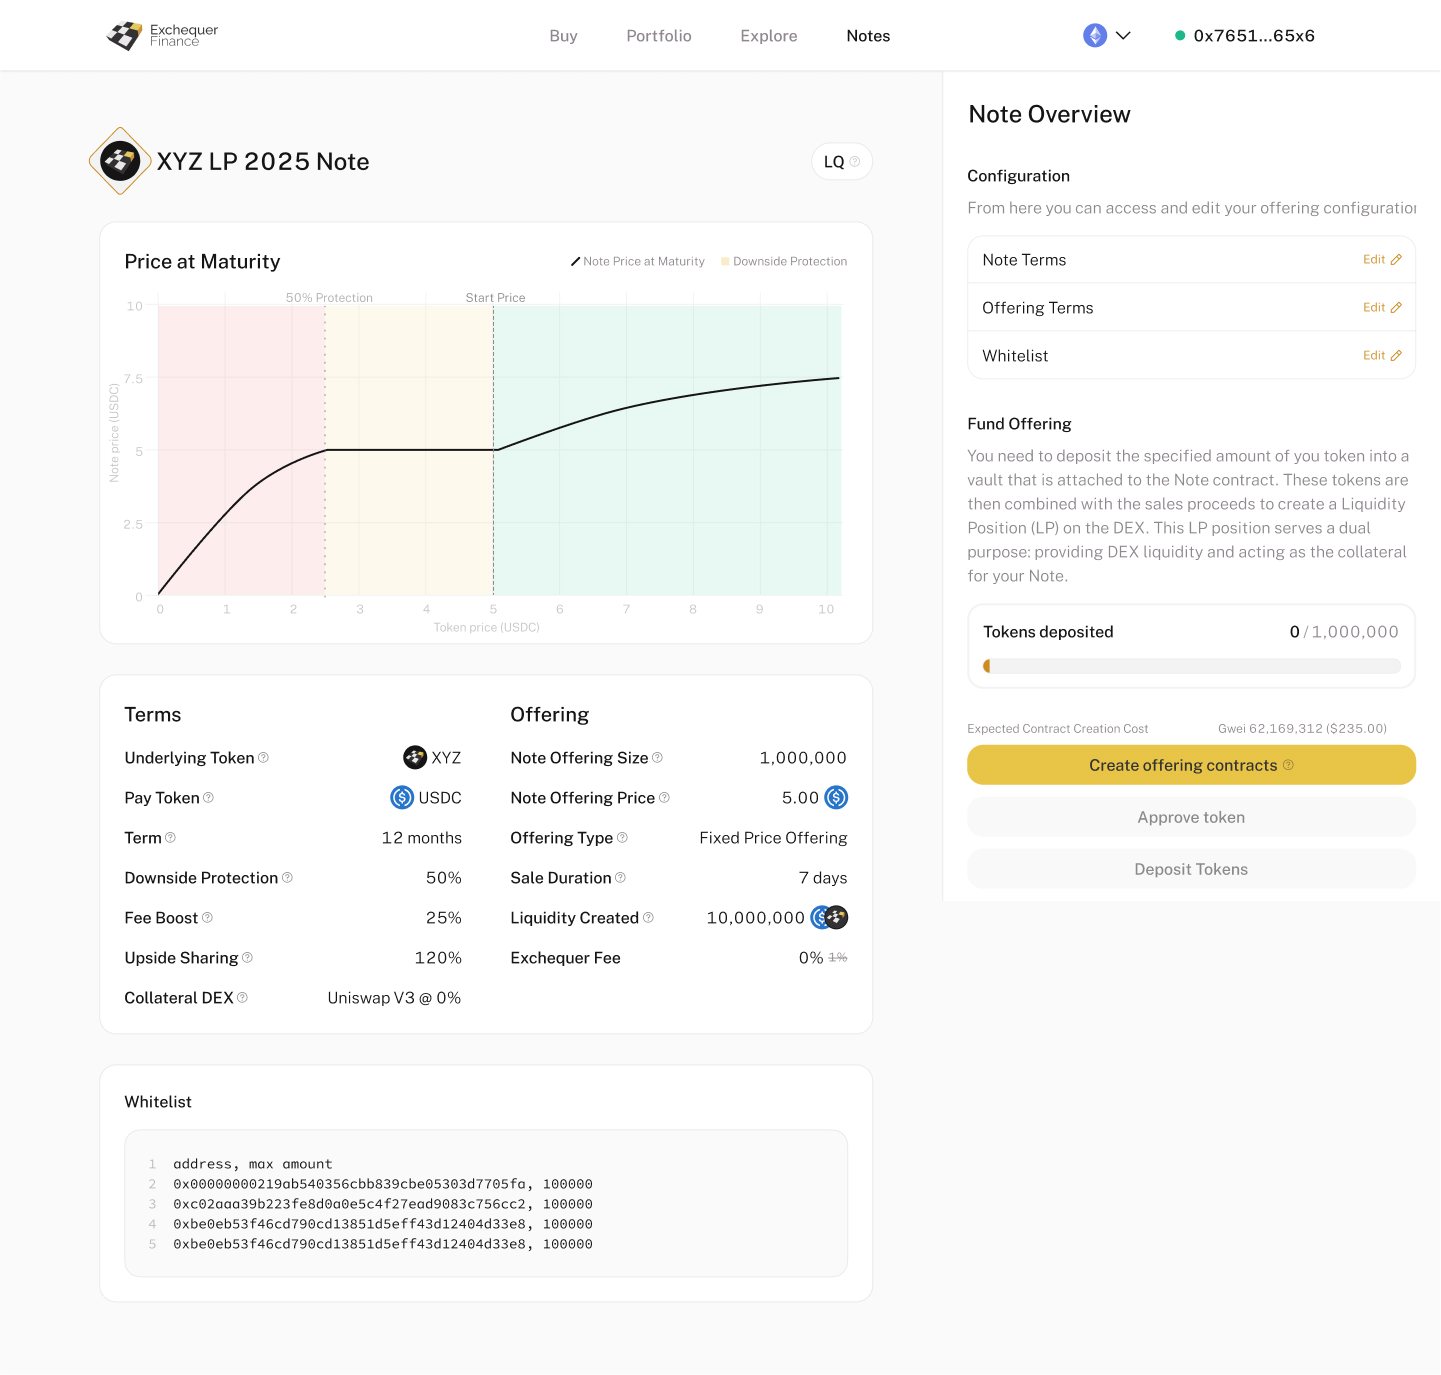 Exchequer
Finance
Buy
Portfolio
Explore
Notes
0x7651...65x6
XYZ LP 2025 Note
LQ
Price at Maturity
Note Price at Maturity
Downside Protection
50% Protection
Start Price
10
7.5
5
2.5
0
Note price (USDC)
0 1 2 3 4 5 6 7 8 9 10
Token price (USDC)
Terms
Underlying Token XYZ
Pay Token USDC
Term 12 months
Downside Protection 50%
Fee Boost 25%
Upside Sharing 120%
Collateral DEX Uniswap V3 @ 0%
Offering
Note Offering Size 1,000,000
Note Offering Price 5.00
Offering Type Fixed Price Offering
Sale Duration 7 days
Liquidity Created 10,000,000
Exchequer Fee 0% 1%
Whitelist
1 address, max amount
2 0x00000000219ab540356cbb839cbe05303d7705fa, 100000
3 0xc02aaa39b223fe8d0a0e5c4f27ead9083c756cc2, 100000
4 0xbe0eb53f46cd790cd13851d5eff43d12404d33e8, 100000
5 0xbe0eb53f46cd790cd13851d5eff43d12404d33e8, 100000
Note Overview
Configuration
From here you can access and edit your offering configuration
Note Terms Edit
Offering Terms Edit
Whitelist Edit
Fund Offering
You need to deposit the specified amount of you token into a
vault that is attached to the Note contract. These tokens are
then combined with the sales proceeds to create a Liquidity
Position (LP) on the DEX. This LP position serves a dual
purpose: providing DEX liquidity and acting as the collateral
for your Note.
Tokens deposited 0 / 1,000,000
Expected Contract Creation Cost Gwei 62,169,312 ($235.00)
Create offering contracts
Approve token
Deposit Tokens